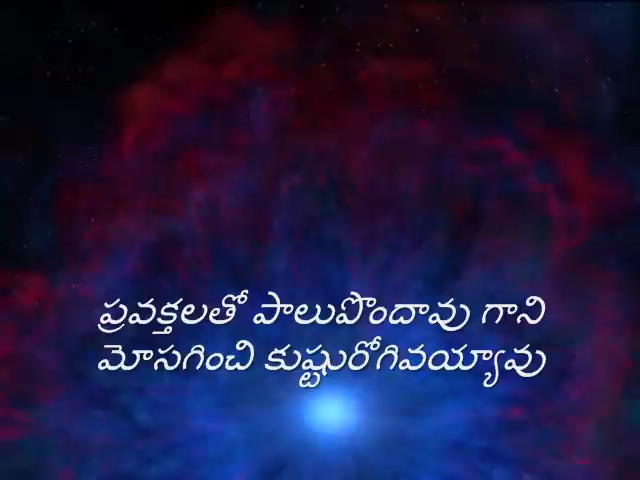 ప్రవక్తలతో పాలుపొందావు గాని
మోసగించి కుష్టురోగివయ్యావు